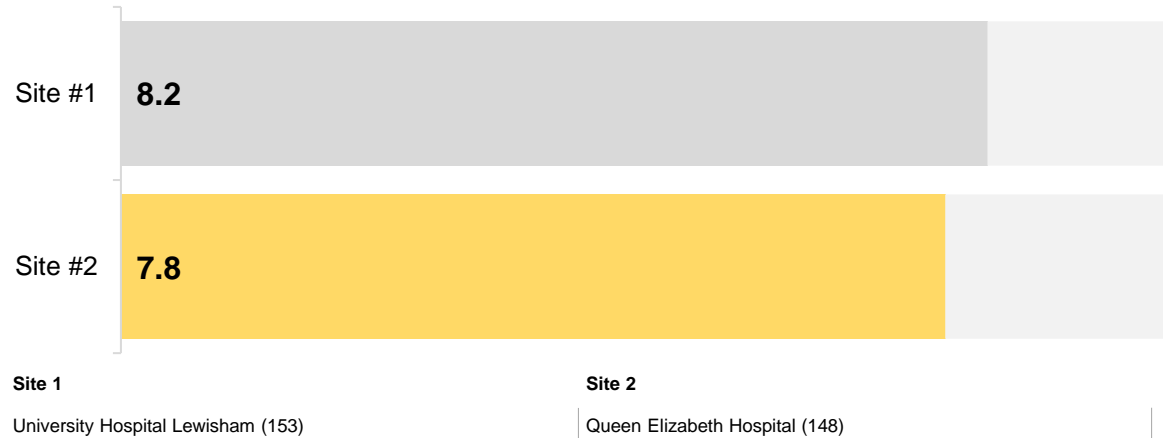 Site #1 8.2
Site #2 7.8
Site 1 Site 2
University Hospital Lewisham (153) Queen Elizabeth Hospital (148)